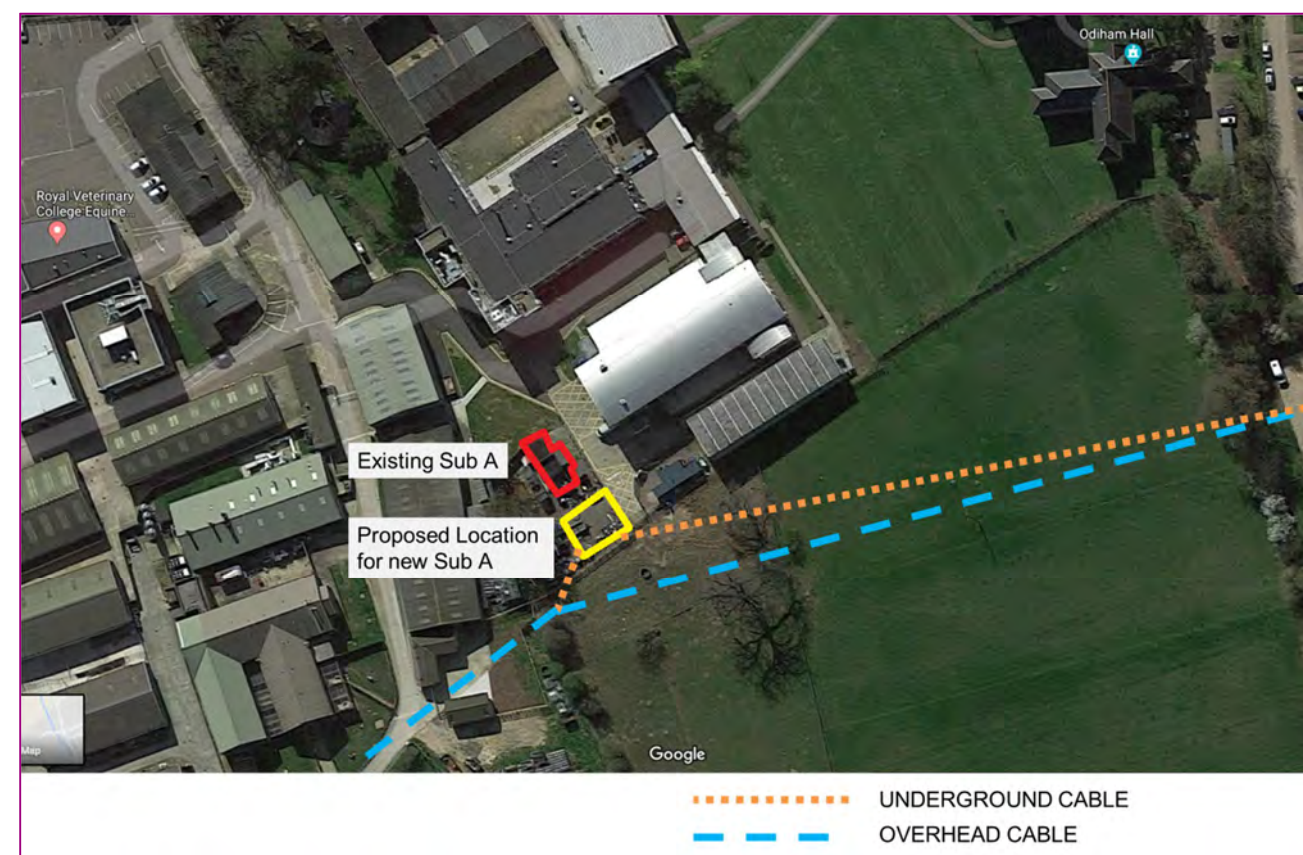 Odiham Hall
Royal Veterinary
College Equine...
Existing Sub A
Proposed Location
for new Sub A
Map
Google
UNDERGROUND CABLE
OVERHEAD CABLE